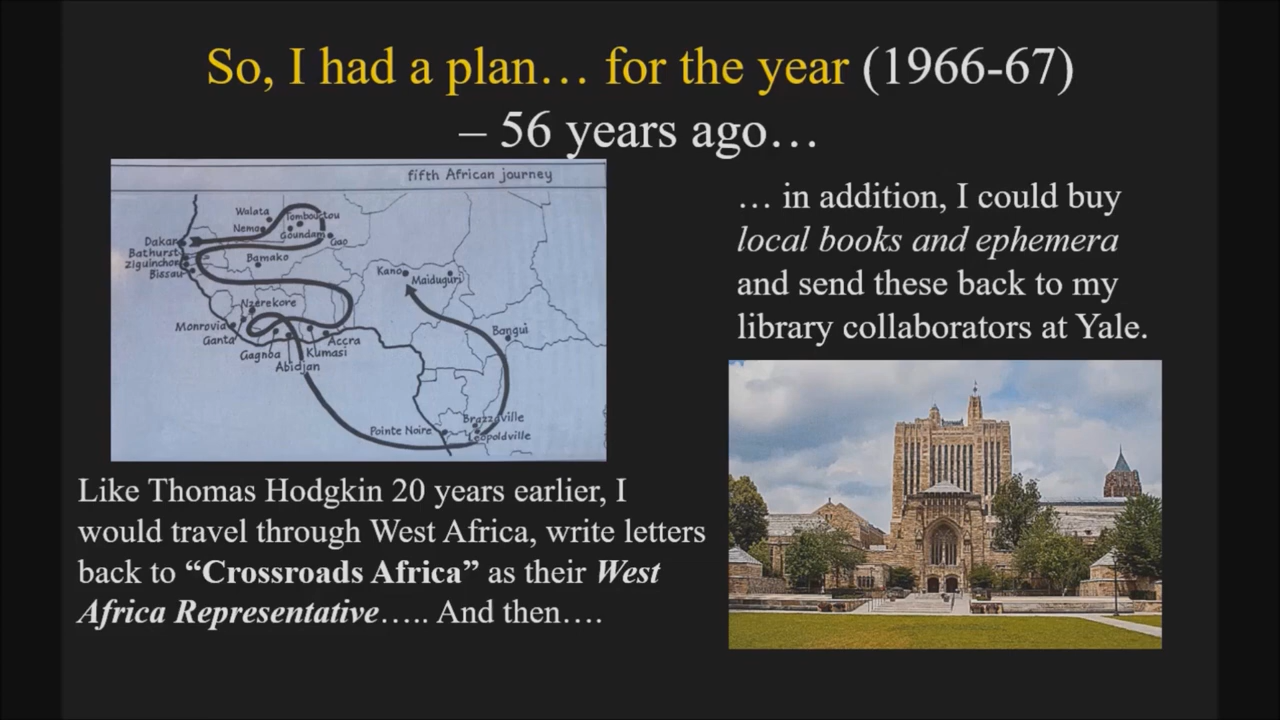 So, I had a plan… for the year (1966-67)
– 56 years ago…
fifth African journey
Walata
Tombouctou
Nemo
Goundam
Dakar
Gao
Bathurst
Ziguinchor
Bamako
Bissau
Kano
Maiduguri
Nzerekore
Monrovia
Bangui
Ganta
Accra
Gagnoa
Kumasi
Abidjan
Brazzaville
Pointe Noire
Leopoldville
… in addition, I could buy
local books and ephemera
and send these back to my
library collaborators at Yale.
Like Thomas Hodgkin 20 years earlier, I
would travel through West Africa, write letters
back to “Crossroads Africa” as their West
Africa Representative….. And then….